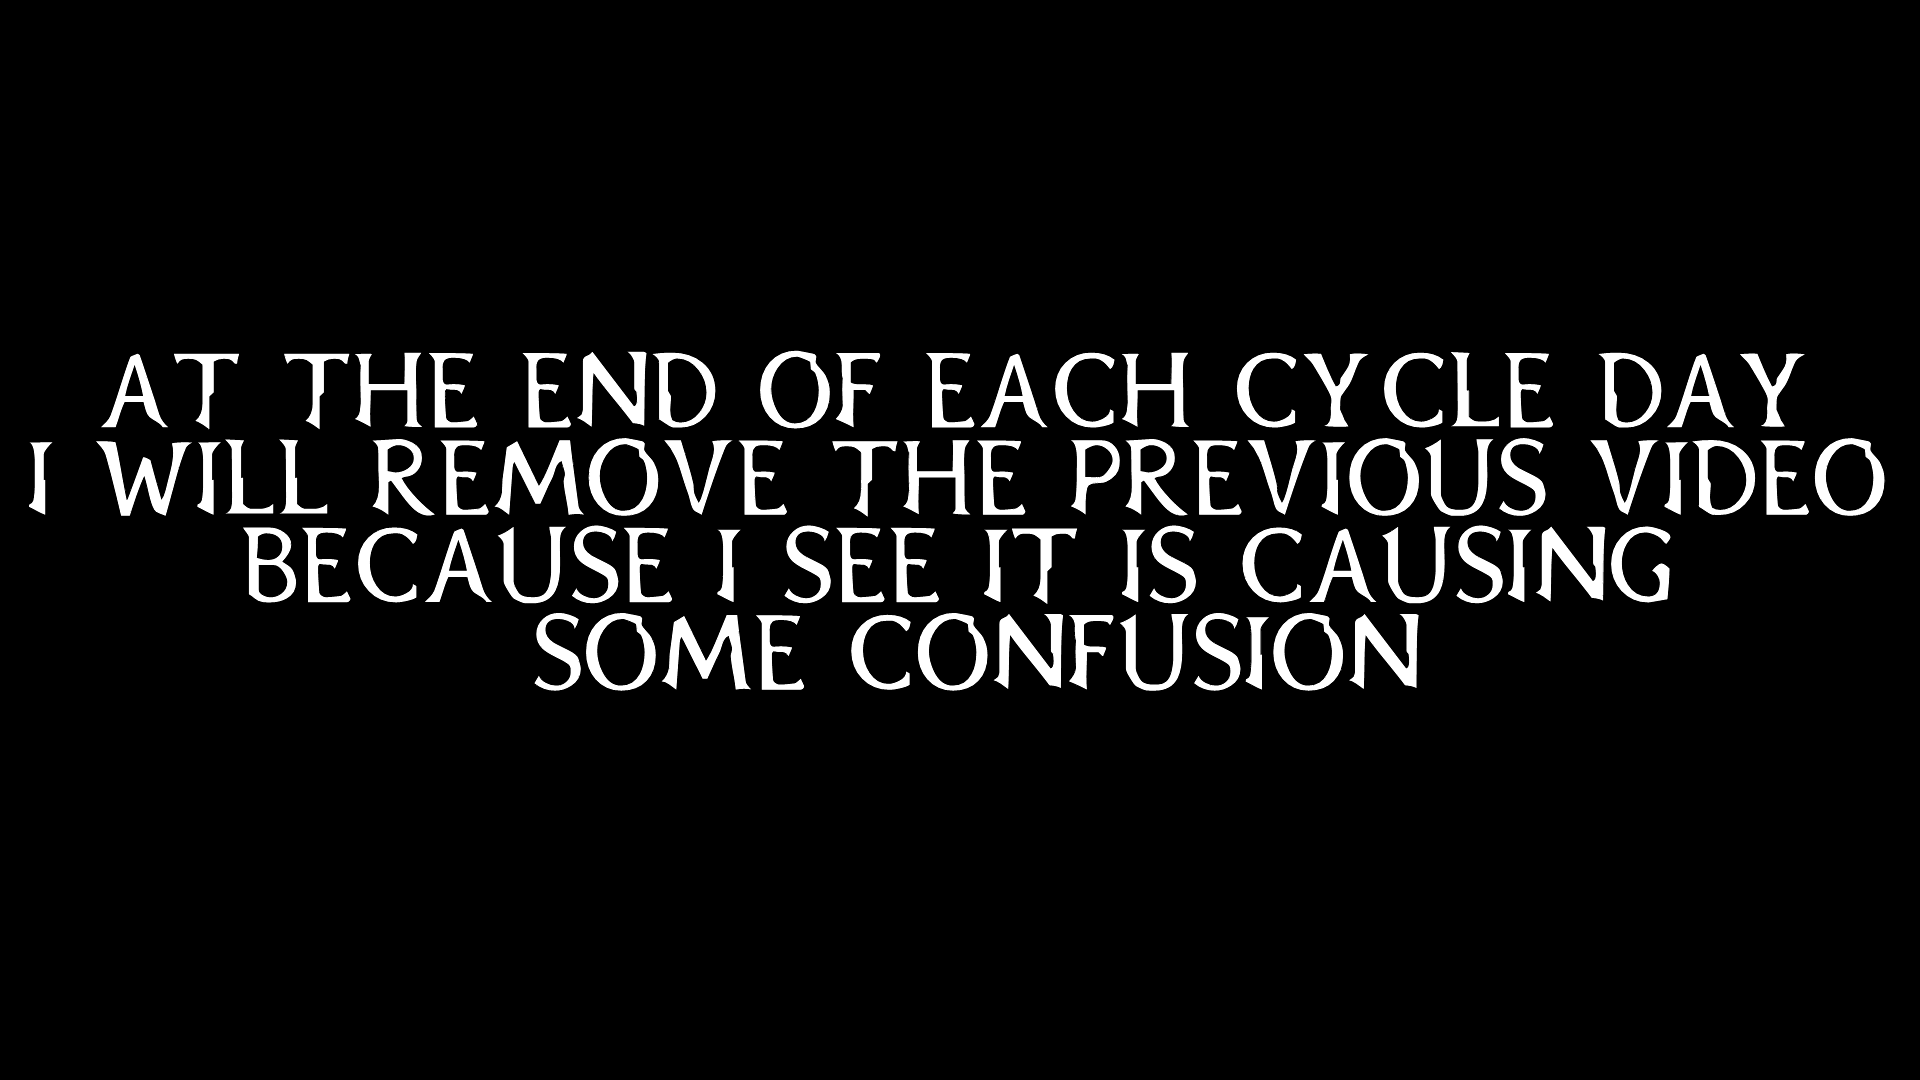 AT THE END OF EACH CYCLE DAY
I WILL REMOVE THE PREVIOUS VIDEO
BECAUSE I SEE IT IS CAUSING
SOME CONFUSION